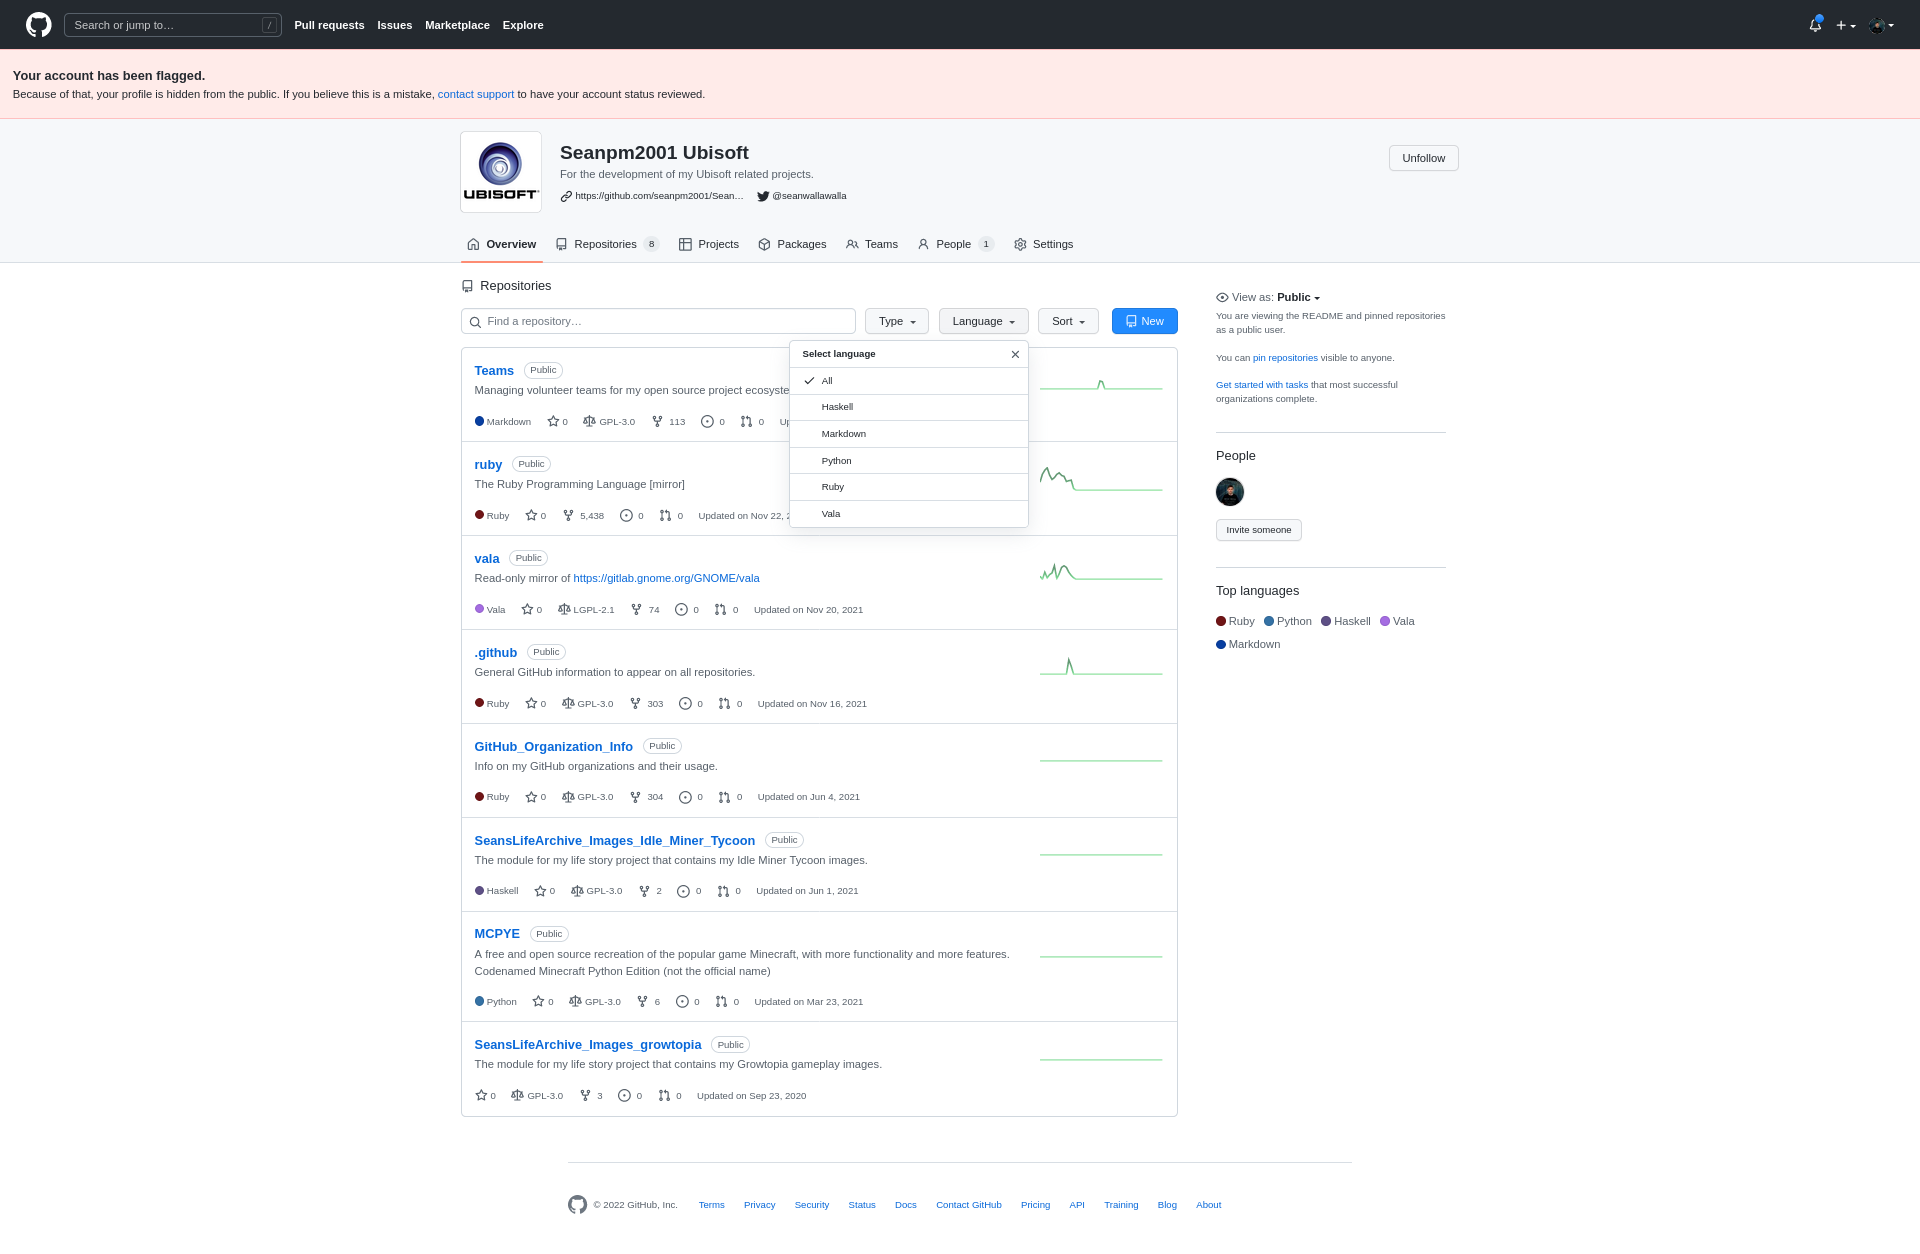 Search or jump to…
/
Pull requests Issues Marketplace Explore
Your account has been flagged.
Because of that, your profile is hidden from the public. If you believe this is a mistake, contact support to have your account status reviewed.
UBISOFT
Seanpm2001 Ubisoft
For the development of my Ubisoft related projects.
https://github.com/seanpm2001/Sean… @seanwallawalla
Unfollow
Overview Repositories 8 Projects Packages Teams People 1 Settings
Repositories
Find a repository…
Type Language Sort New
Select language
All
Haskell
Markdown
Python
Ruby
Vala
Teams Public
Managing volunteer teams for my open source project ecosyste
Markdown 0 GPL-3.0 113 0 0
ruby Public
The Ruby Programming Language [mirror]
Ruby 0 5,438 0 0 Updated on Nov 22,
vala Public
Read-only mirror of https://gitlab.gnome.org/GNOME/vala
Vala 0 LGPL-2.1 74 0 0 Updated on Nov 20, 2021
.github Public
General GitHub information to appear on all repositories.
Ruby 0 GPL-3.0 303 0 0 Updated on Nov 16, 2021
GitHub_Organization_Info Public
Info on my GitHub organizations and their usage.
Ruby 0 GPL-3.0 304 0 0 Updated on Jun 4, 2021
SeansLifeArchive_Images_Idle_Miner_Tycoon Public
The module for my life story project that contains my Idle Miner Tycoon images.
Haskell 0 GPL-3.0 2 0 0 Updated on Jun 1, 2021
MCPYE Public
A free and open source recreation of the popular game Minecraft, with more functionality and more features.
Codenamed Minecraft Python Edition (not the official name)
Python 0 GPL-3.0 6 0 0 Updated on Mar 23, 2021
SeansLifeArchive_Images_growtopia Public
The module for my life story project that contains my Growtopia gameplay images.
0 GPL-3.0 3 0 0 Updated on Sep 23, 2020
View as: Public
You are viewing the README and pinned repositories
as a public user.
You can pin repositories visible to anyone.
Get started with tasks that most successful
organizations complete.
People
Invite someone
Top languages
Ruby Python Haskell Vala
Markdown
© 2022 GitHub, Inc. Terms Privacy Security Status Docs Contact GitHub Pricing API Training Blog About